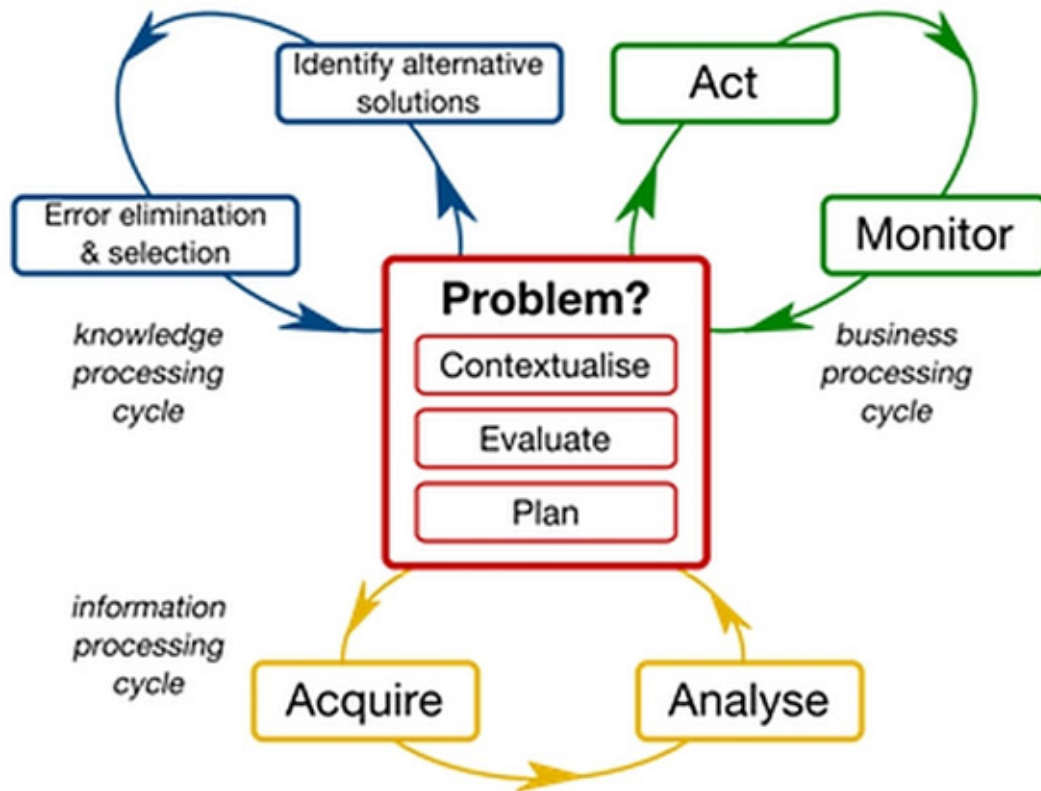 Identify alternative
solutions
Act
Error elimination
& selection
Monitor
Problem?
Contextualise
Evaluate
Plan
knowledge
processing
cycle
business
processing
cycle
information
processing
cycle
Acquire
Analyse